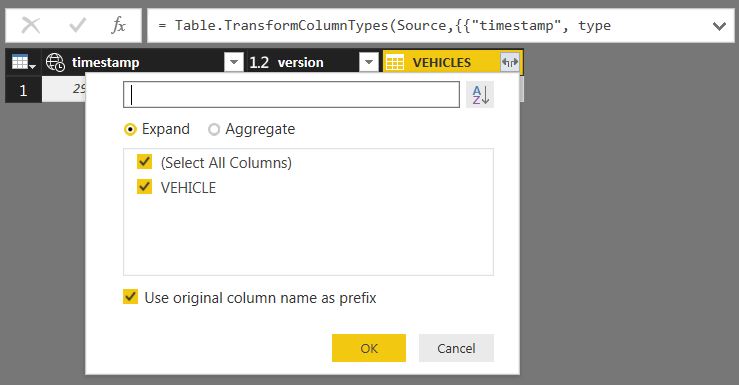 fx = Table.TransformColumnTypes(Source,{{"timestamp", type
timestamp 1.2 version VEHICLES
1 29
A Z
Expand Aggregate
(Select All Columns)
VEHICLE
Use original column name as prefix
OK Cancel